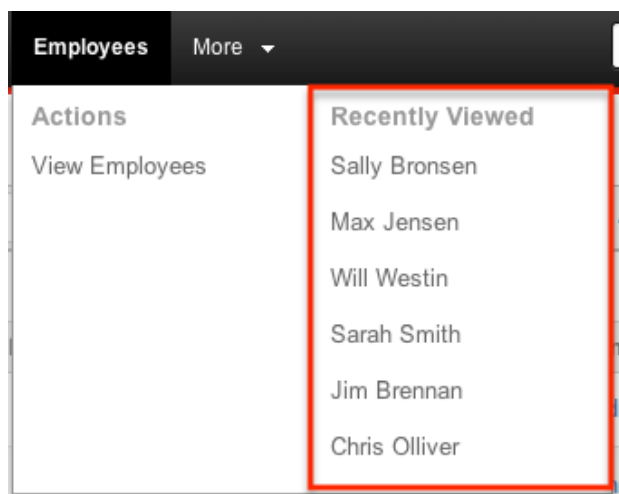 Employees More
Actions
View Employees
Recently Viewed
Sally Bronsen
Max Jensen
Will Westin
Sarah Smith
Jim Brennan
Chris Olliver